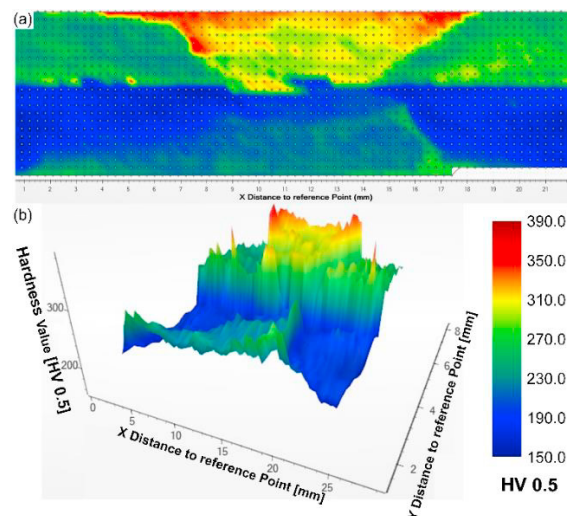 (a)
1 2 3 4 5 6 7 8 9 10 11 12 13 14 15 16 17 18 19 20 21
X Distance to reference Point (mm)
(b)
Hardness Value [HV 0.5]
300
200
0 5 10 15 20 25
X Distance to reference Point [mm]
2 4 6 8
X Distance to reference Point [mm]
390.0
350.0
310.0
270.0
230.0
190.0
150.0
HV 0.5